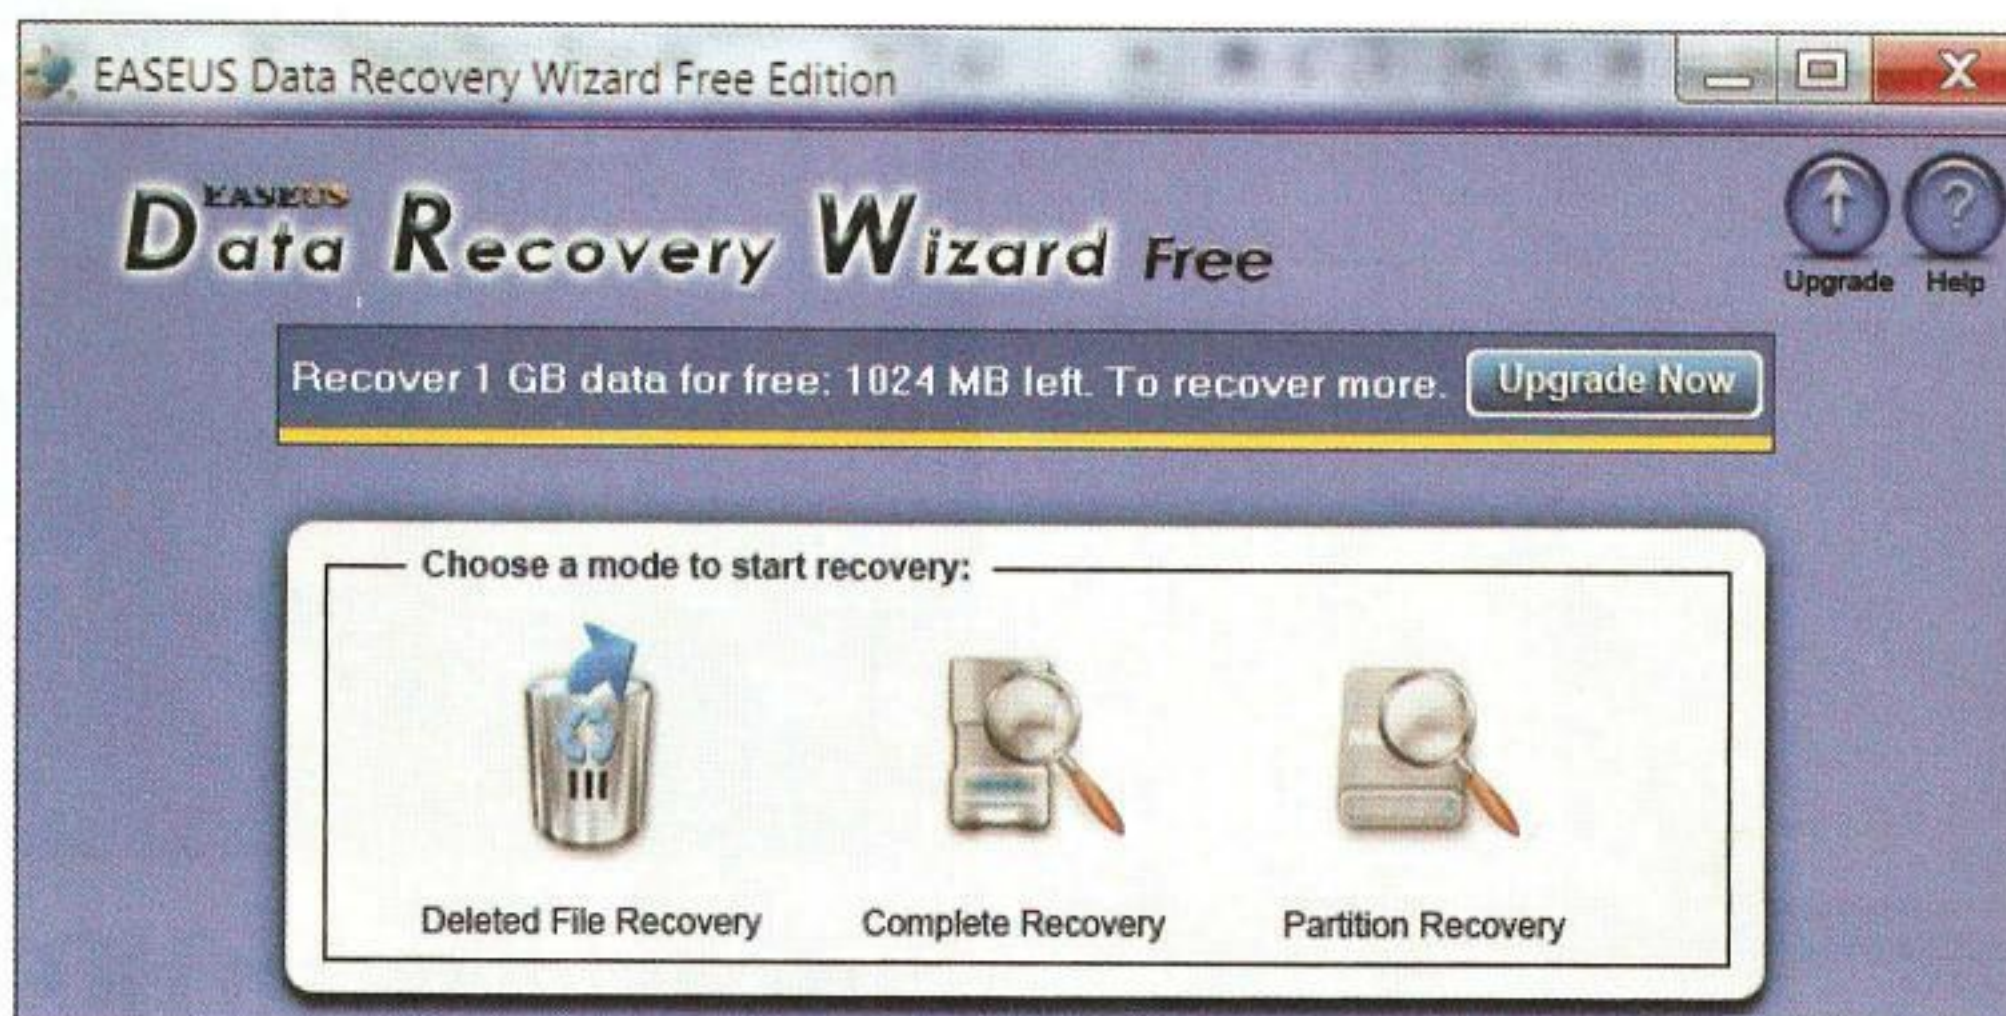 EASEUS Data Recovery Wizard Free Edition
EASEUS
Data Recovery Wizard Free
Upgrade Help
Recover 1 GB data for free: 1024 MB left. To recover more. Upgrade Now
Choose a mode to start recovery:
Deleted File Recovery Complete Recovery Partition Recovery